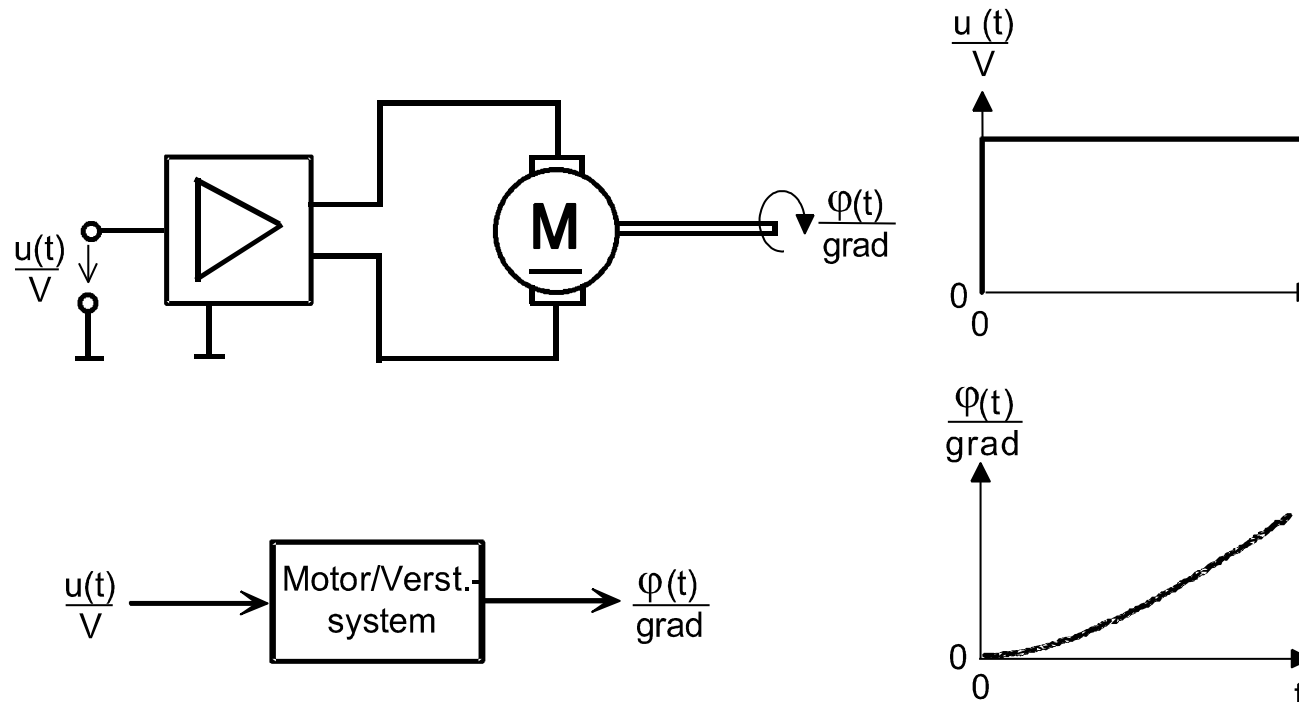 u(t)
V
M
φ(t)
grad
u (t)
V
0
0
u(t)
V
Motor/Verst.-
system
φ(t)
grad
φ(t)
grad
0
0